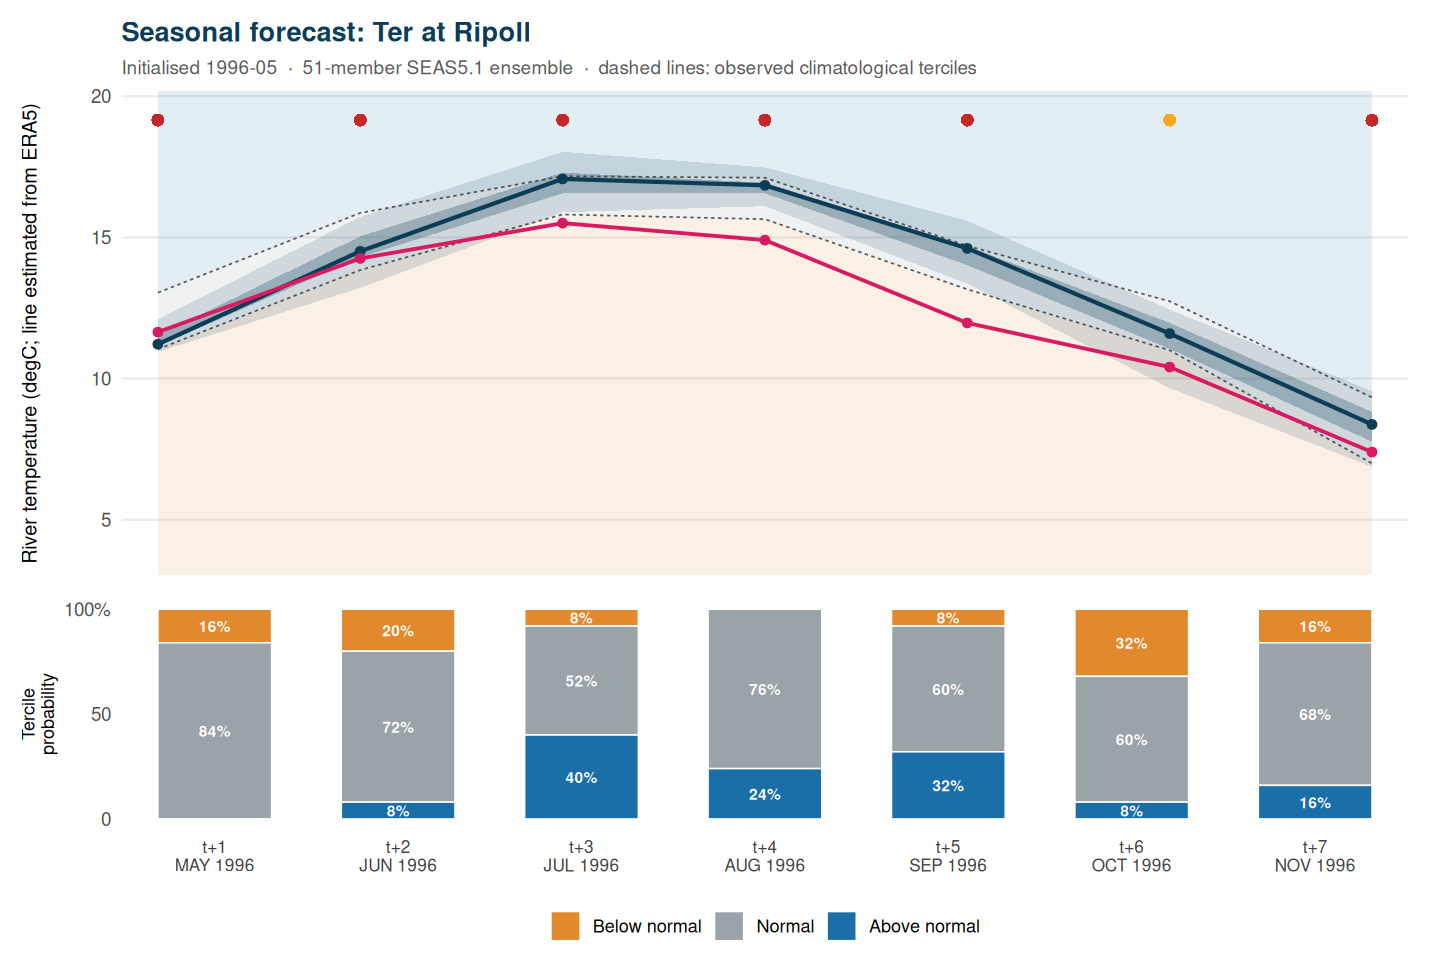 Seasonal forecast: Ter at Ripoll
Initialised 1996-05 · 51-member SEAS5.1 ensemble · dashed lines: observed climatological terciles
River temperature (degC; line estimated from ERA5)
20
15
10
5
Tercile
probability
100%
50
0
16% 20% 8% 8% 32% 16%
84% 72% 52% 76% 60% 60% 68%
8% 40% 24% 32% 8% 16%
t+1 t+2 t+3 t+4 t+5 t+6 t+7
MAY 1996 JUN 1996 JUL 1996 AUG 1996 SEP 1996 OCT 1996 NOV 1996
Below normal Normal Above normal